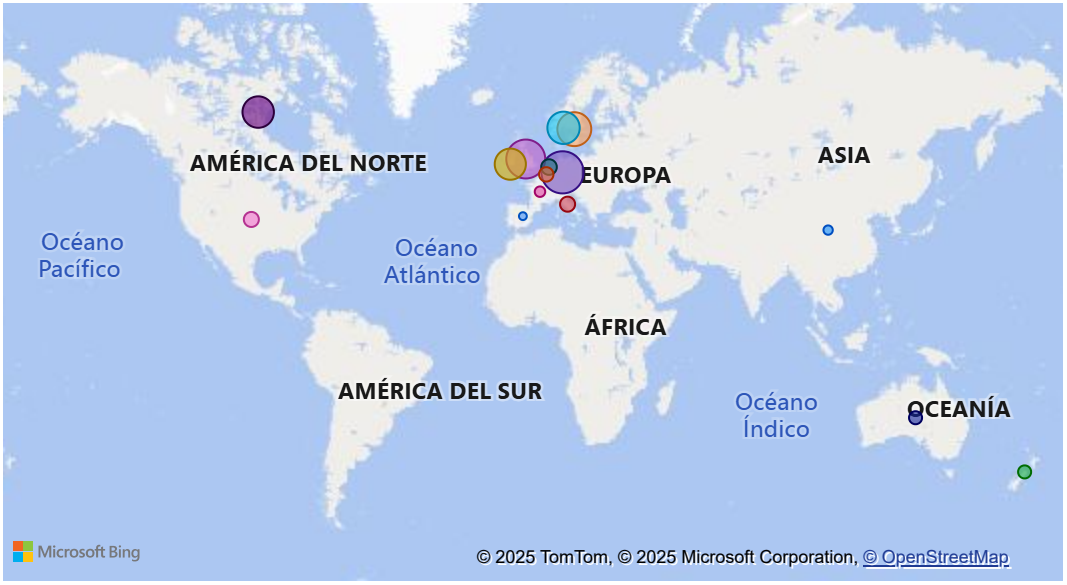 AMÉRICA DEL NORTE
EUROPA
ASIA
Océano
Pacífico
Océano
Atlántico
ÁFRICA
AMÉRICA DEL SUR
Océano
Índico
OCEANÍA
Microsoft Bing
© 2025 TomTom, © 2025 Microsoft Corporation, © OpenStreetMap